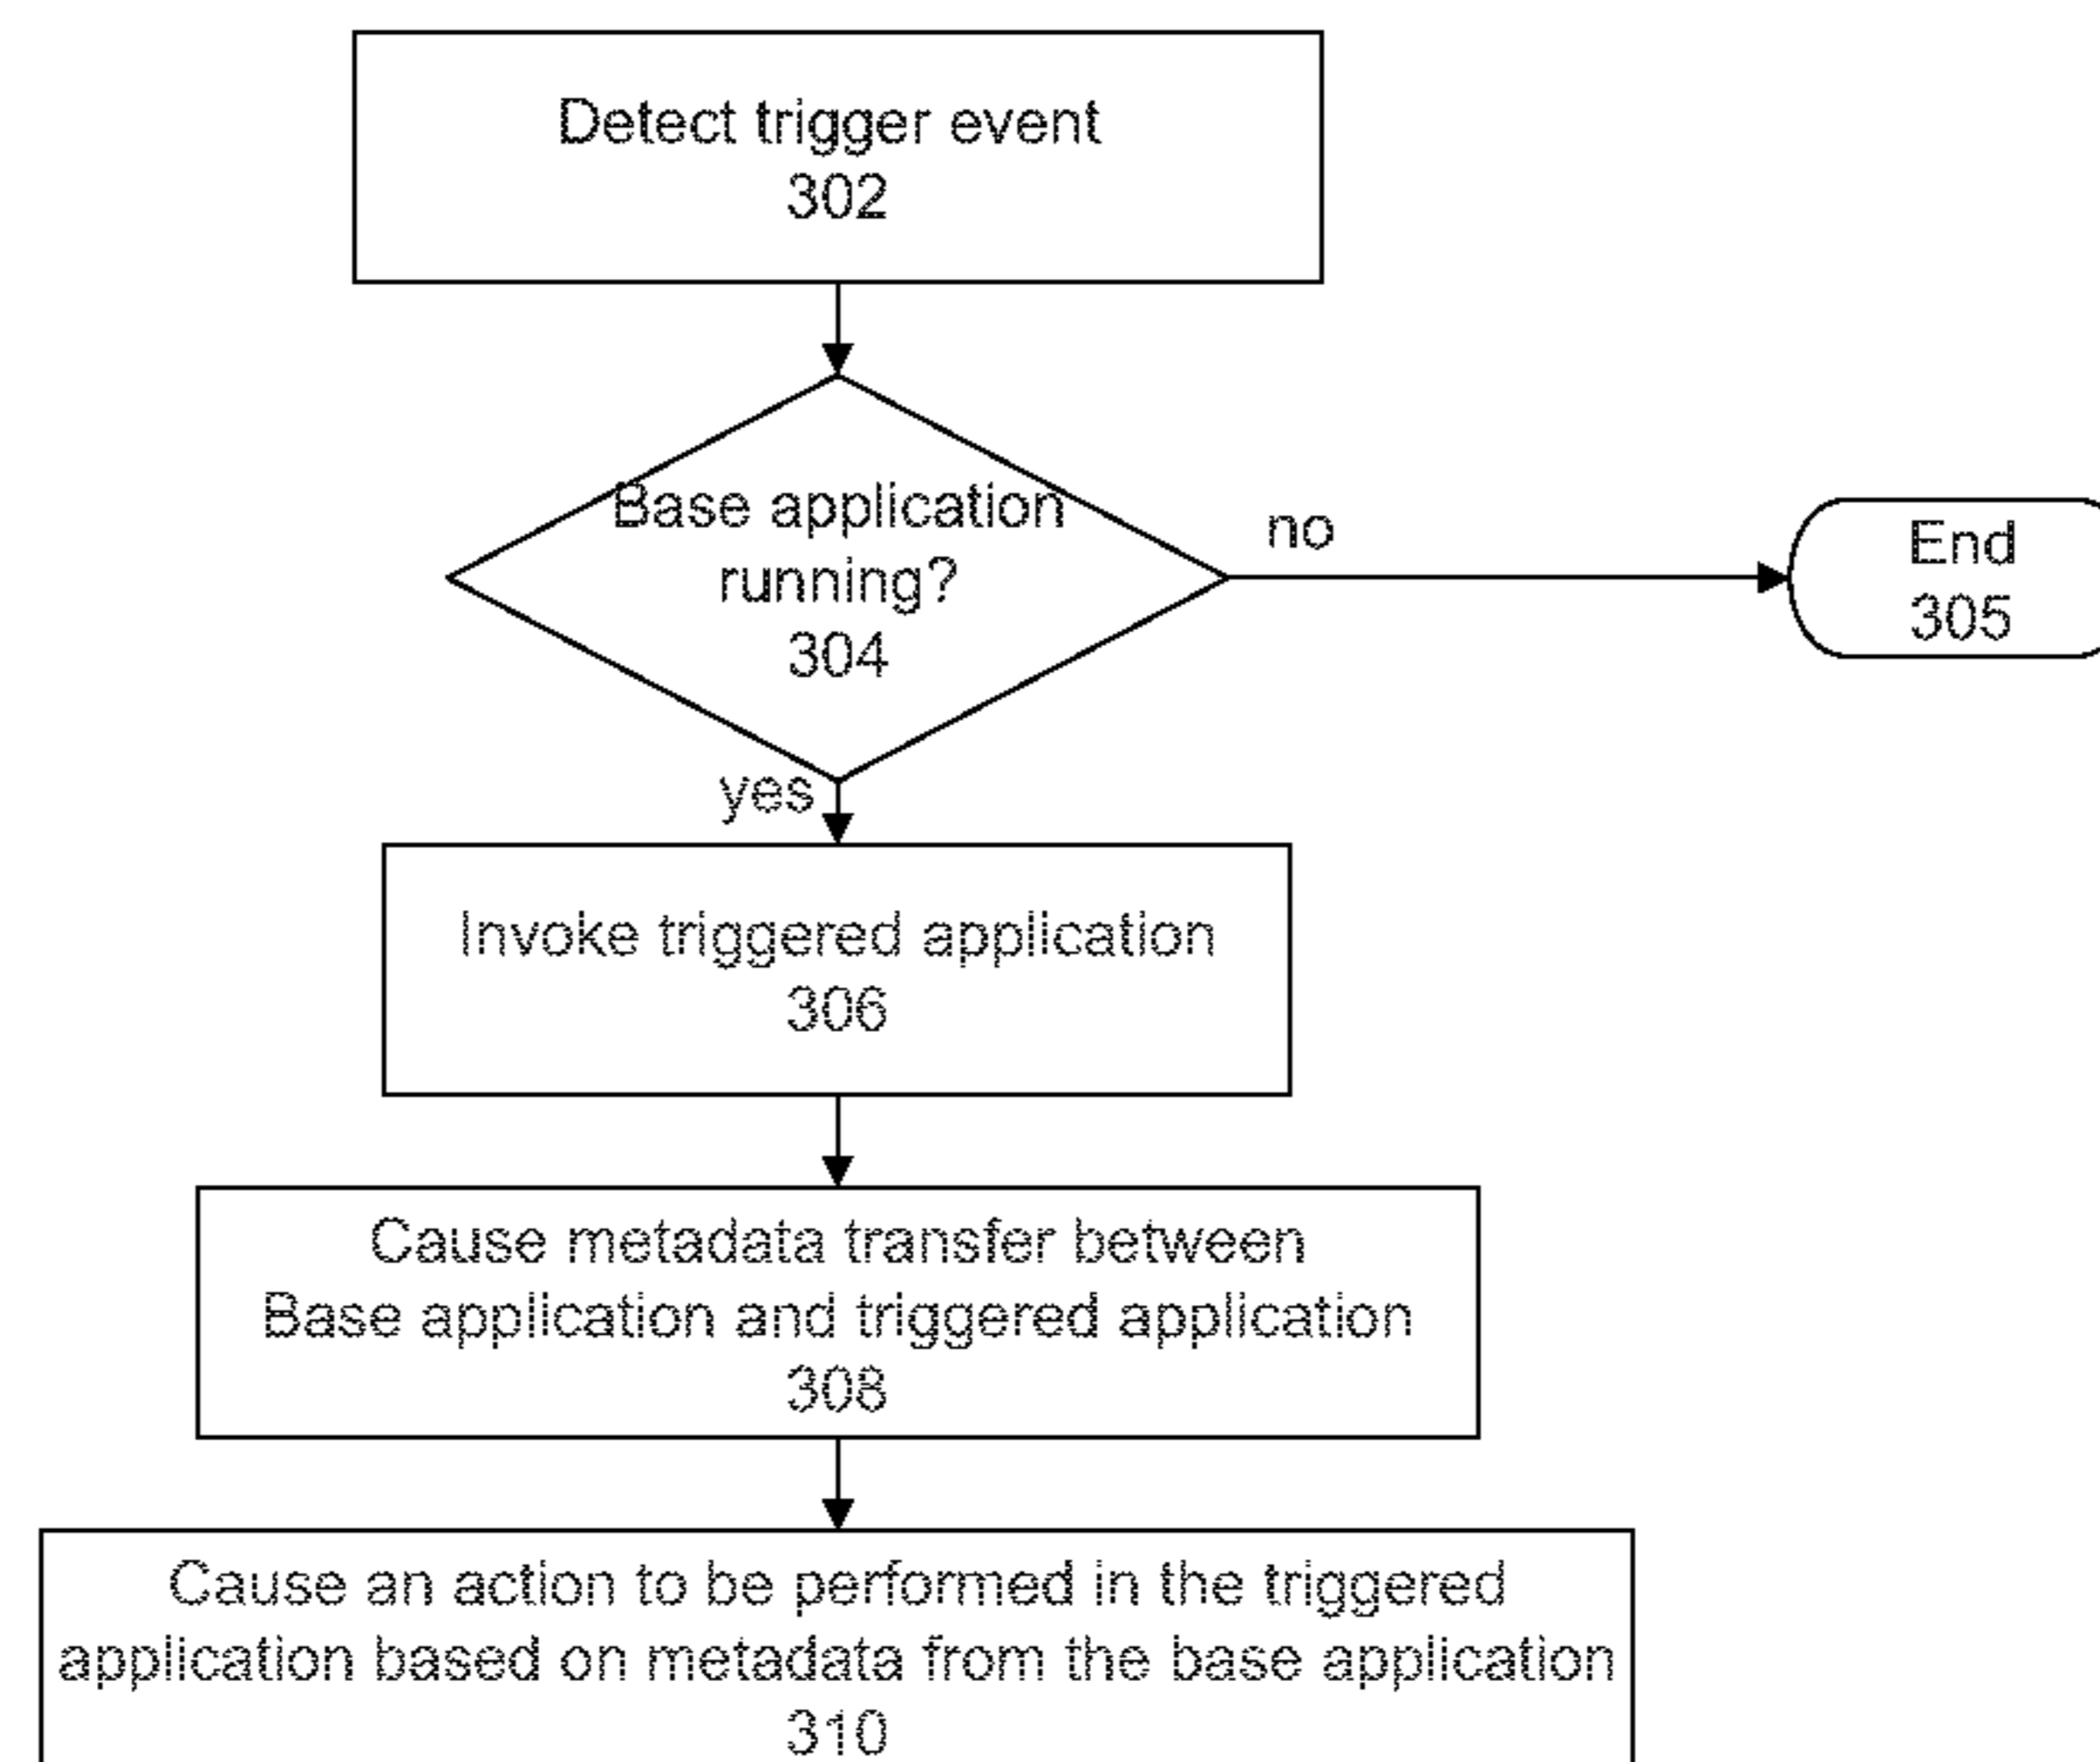 Detect trigger event
302
Base application
running?
304
no
End
305
yes
Invoke triggered application
306
Cause metadata transfer between
Base application and triggered application
308
Cause an action to be performed in the triggered
application based on metadata from the base application
310